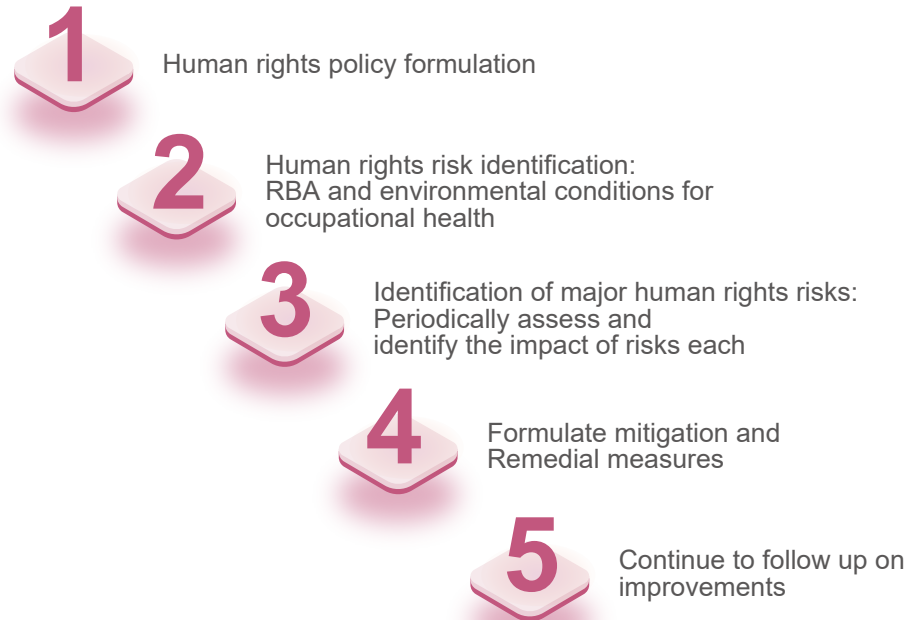 1
Human rights policy formulation
2
Human rights risk identification:
RBA and environmental conditions for
occupational health
3
Identification of major human rights risks:
Periodically assess and
identify the impact of risks each
4
Formulate mitigation and
Remedial measures
5
Continue to follow up on
improvements